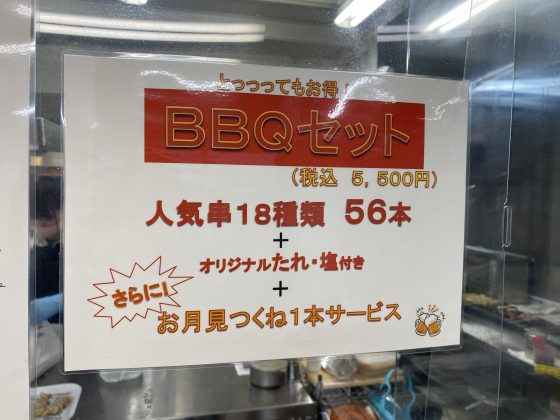 とっっってもお得!
BBQセット
(税込 5,500円)
人気串18種類 56本
+
オリジナルたれ・塩付き
+
さらに!
お月見つくね1本サービス